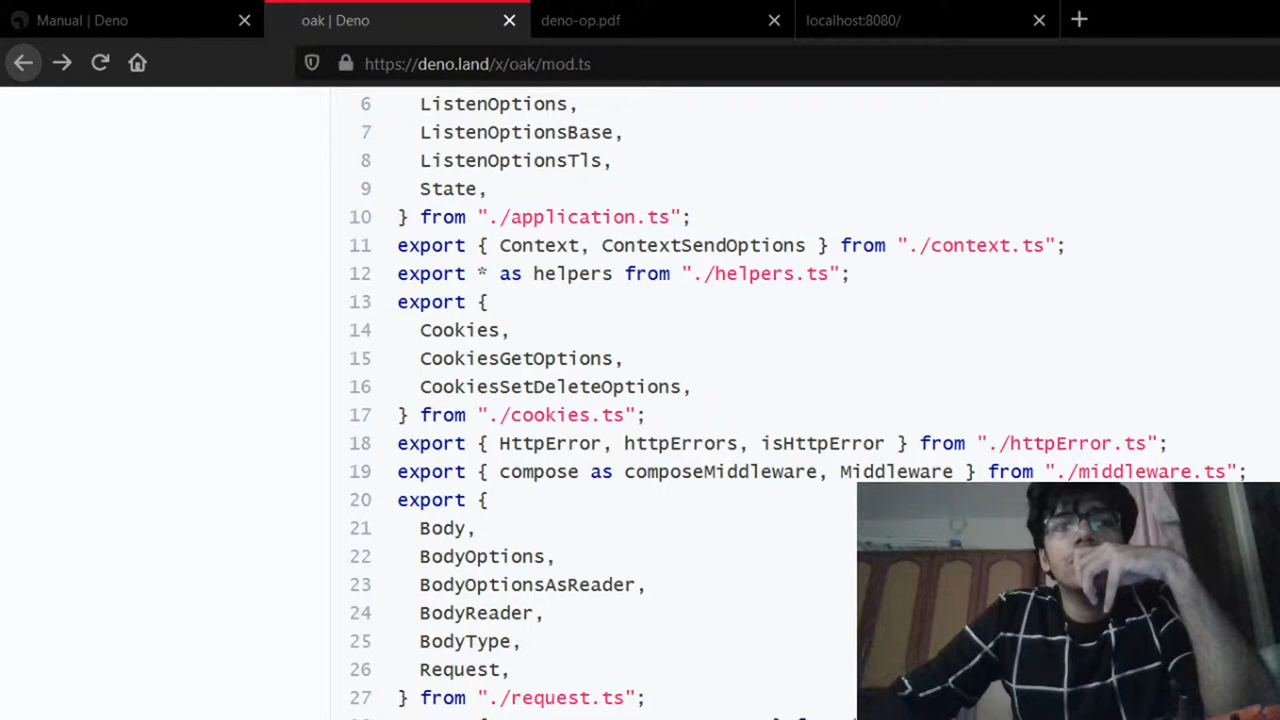 Manual | Deno
oak | Deno
deno-op.pdf
localhost:8080/
https://deno.land/x/oak/mod.ts
6 ListenOptions,
7 ListenOptionsBase,
8 ListenOptionsTls,
9 State,
10 } from "./application.ts";
11 export { Context, ContextSendOptions } from "./context.ts";
12 export * as helpers from "./helpers.ts";
13 export {
14 Cookies,
15 CookiesGetOptions,
16 CookiesSetDeleteOptions,
17 } from "./cookies.ts";
18 export { HttpError, httpErrors, isHttpError } from "./httpError.ts";
19 export { compose as composeMiddleware, Middleware } from "./middleware.ts";
20 export {
21 Body,
22 BodyOptions,
23 BodyOptionsAsReader,
24 BodyReader,
25 BodyType,
26 Request,
27 } from "./request.ts";